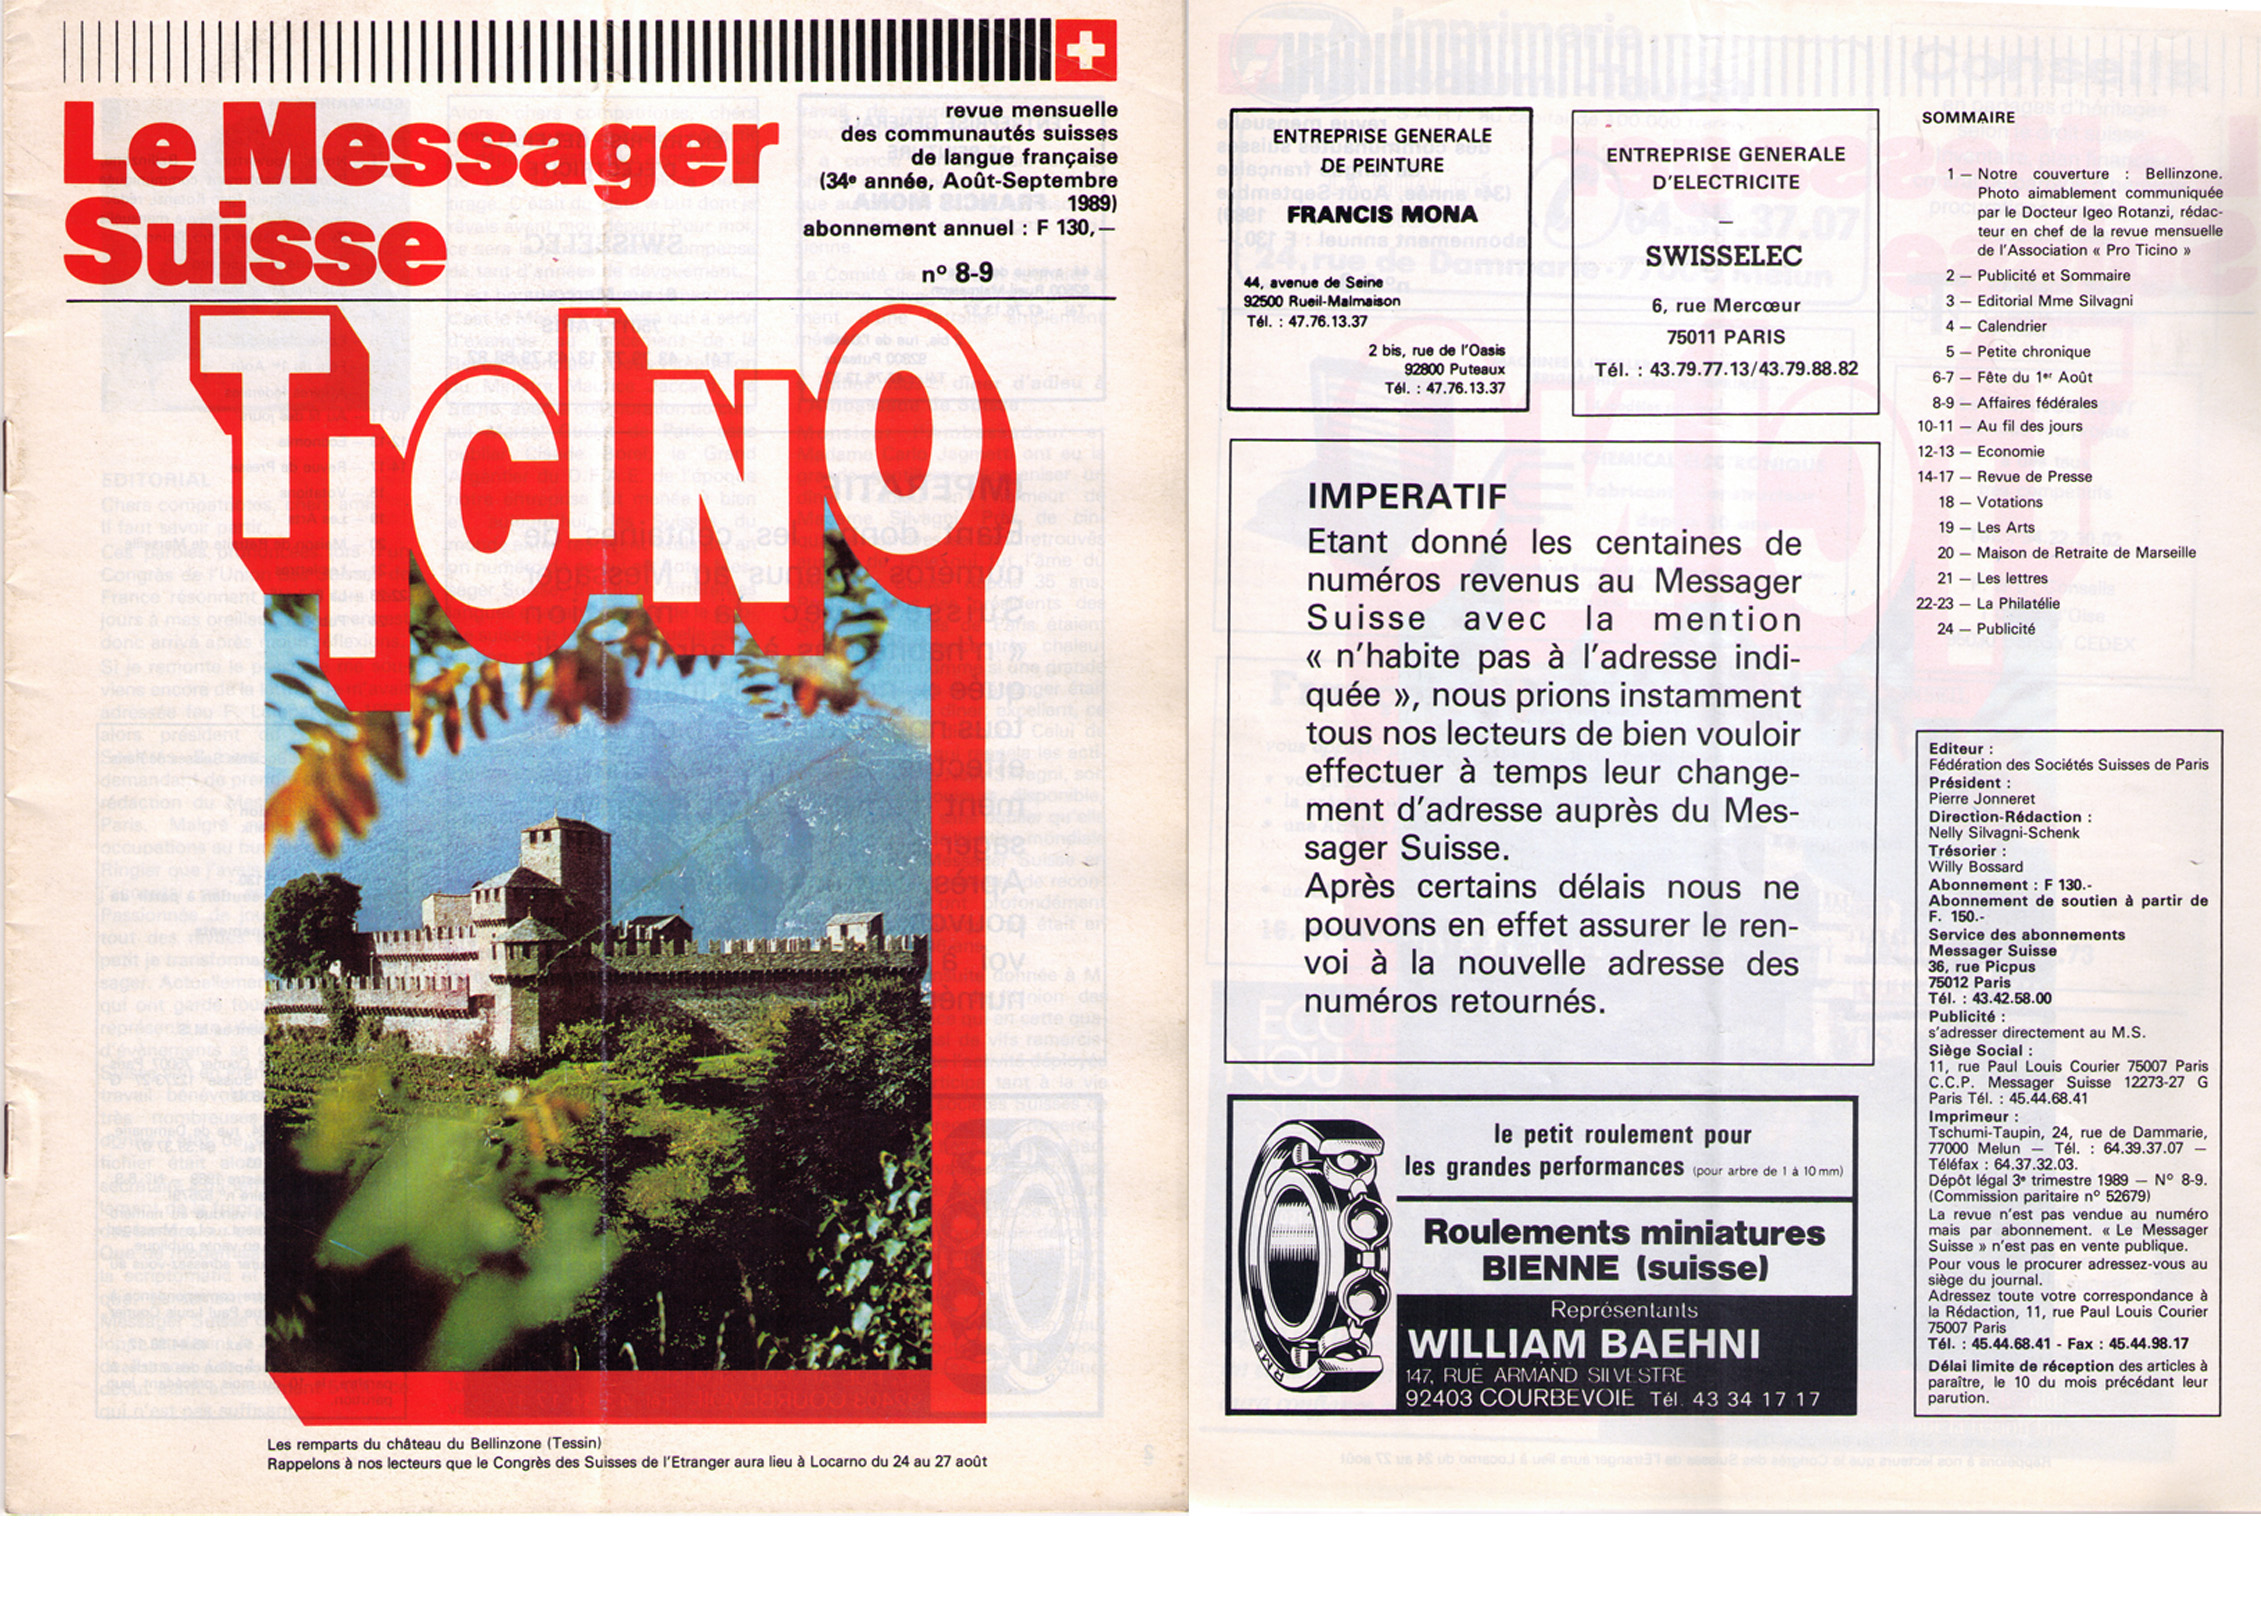 Le Messager
Suisse
revue mensuelle
des communautés suisses
de langue française
(34e année, Août-Septembre
1989)
abonnement annuel : F 130,—
n° 8-9
TiCINO
Les remparts du château du Bellinzone (Tessin)
Rappelons à nos lecteurs que le Congrès des Suisses de l'Etranger aura lieu à Locarno du 24 au 27 août
ENTREPRISE GENERALE
DE PEINTURE
FRANCIS MONA
44, avenue de Seine
92500 Rueil-Malmaison
Tél. : 47.76.13.37
2 bis, rue de l'Oasis
92800 Puteaux
Tél. : 47.76.13.37
ENTREPRISE GENERALE
D'ELECTRICITE
—
SWISSELEC
6, rue Mercœur
75011 PARIS
Tél. : 43.79.77.13/43.79.88.82
IMPERATIF
Etant donné les centaines de
numéros revenus au Messager
Suisse avec la mention
« n'habite pas à l'adresse indi-
quée », nous prions instamment
tous nos lecteurs de bien vouloir
effectuer à temps leur change-
ment d'adresse auprès du Mes-
sager Suisse.
Après certains délais nous ne
pouvons en effet assurer le ren-
voi à la nouvelle adresse des
numéros retournés.
le petit roulement pour
les grandes performances (pour arbre de 1 à 10 mm)
Roulements miniatures
BIENNE (suisse)
Représentants
WILLIAM BAEHNI
147, RUE ARMAND SILVESTRE
92403 COURBEVOIE Tél. 43 34 17 17
RMB
SOMMAIRE
1 — Notre couverture : Bellinzone.
Photo aimablement communiquée
par le Docteur Igeo Rotanzi, rédac-
teur en chef de la revue mensuelle
de l'Association « Pro Ticino »
2 — Publicité et Sommaire
3 — Editorial Mme Silvagni
4 — Calendrier
5 — Petite chronique
6-7 — Fête du 1er Août
8-9 — Affaires fédérales
10-11 — Au fil des jours
12-13 — Economie
14-17 — Revue de Presse
18 — Votations
19 — Les Arts
20 — Maison de Retraite de Marseille
21 — Les lettres
22-23 — La Philatélie
24 — Publicité
Editeur :
Fédération des Sociétés Suisses de Paris
Président :
Pierre Jonneret
Direction-Rédaction :
Nelly Silvagni-Schenk
Trésorier :
Willy Bossard
Abonnement : F 130.-
Abonnement de soutien à partir de
F. 150.-
Service des abonnements
Messager Suisse
36, rue Picpus
75012 Paris
Tél. : 43.42.58.00
Publicité :
s'adresser directement au M.S.
Siège Social :
11, rue Paul Louis Courier 75007 Paris
C.C.P. Messager Suisse 12273-27 G
Paris Tél. : 45.44.68.41
Imprimeur :
Tschumi-Taupin, 24, rue de Dammarie,
77000 Melun — Tél. : 64.39.37.07 —
Téléfax : 64.37.32.03.
Dépôt légal 3e trimestre 1989 — N° 8-9.
(Commission paritaire n° 52679)
La revue n'est pas vendue au numéro
mais par abonnement. « Le Messager
Suisse » n'est pas en vente publique.
Pour vous le procurer adressez-vous au
siège du journal.
Adressez toute votre correspondance à
la Rédaction, 11, rue Paul Louis Courier
75007 Paris
Tél. : 45.44.68.41 - Fax : 45.44.98.17
Délai limite de réception des articles à
paraître, le 10 du mois précédant leur
parution.